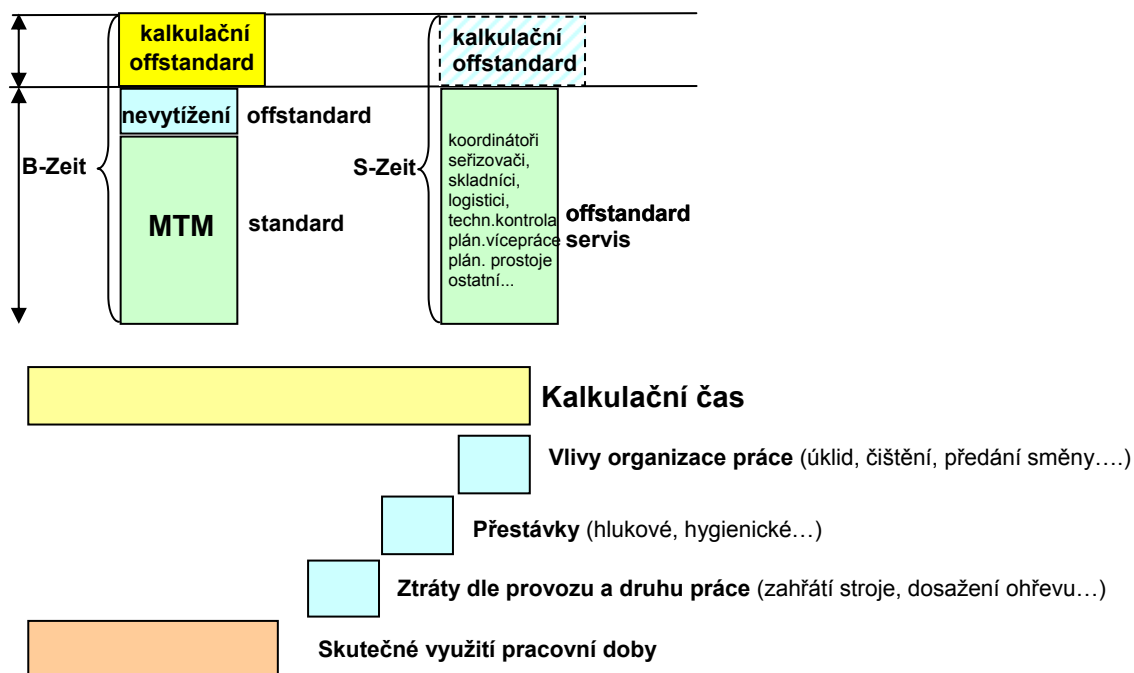 kalkulační
offstandard
nevytížení
offstandard
B-Zeit
MTM
standard
kalkulační
offstandard
S-Zeit
koordinátoři
seřizovači,
skladníci,
logistici,
techn.kontrola
plán.vícepráce
plán. prostoje
ostatní...
offstandard
servis
Kalkulační čas
Vlivy organizace práce (úklid, čištění, předání směny….)
Přestávky (hlukové, hygienické…)
Ztráty dle provozu a druhu práce (zahřátí stroje, dosažení ohřevu…)
Skutečné využití pracovní doby